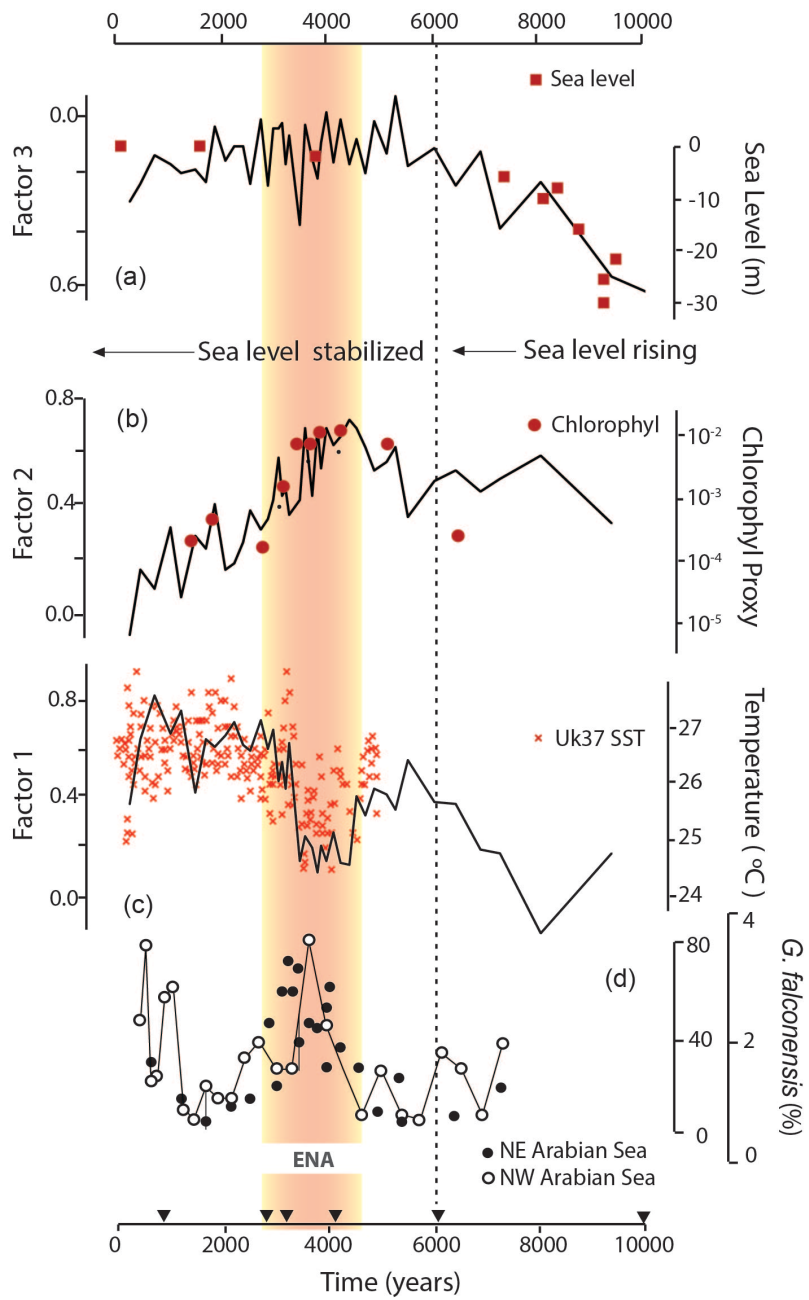 0 2000 4000 6000 8000 10000
Sea level
0.0
Factor 3
0.6
(a)
0
-10
-20
-30
Sea Level (m)
Sea level stabilized
Sea level rising
0.8
(b)
Chlorophyl
Factor 2
0.4
0.0
10-2
10-3
10-4
10-5
Chlorophyl Proxy
0.8
Factor 1
0.4
0.0
Uk37 SST
27
26
25
24
Temperature ( ºC)
(c)
(d)
80
40
0
4
2
0
G. falconensis (%)
ENA
NE Arabian Sea
NW Arabian Sea
0 2000 4000 6000 8000 10000
Time (years)